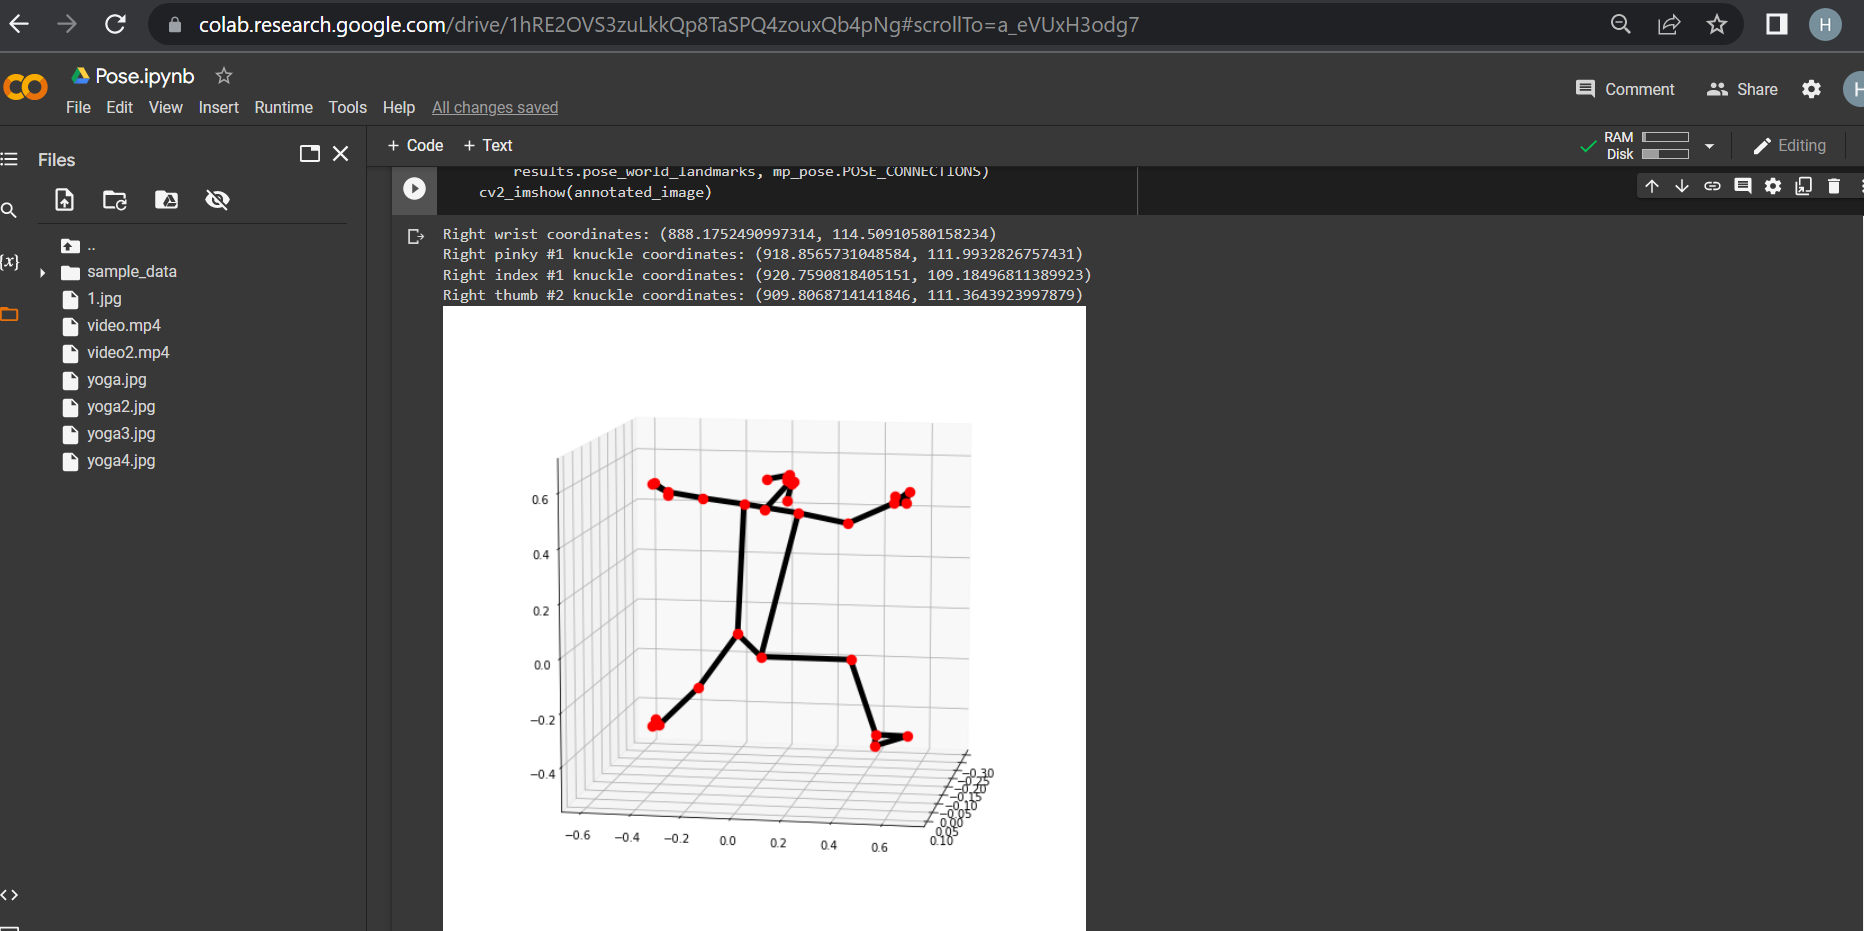 colab.research.google.com/drive/1hRE2OVS3zuLkkQp8TaSPQ4zouxQb4pNg#scrollTo=a_eVUxH3odg7
H
Pose.ipynb
File Edit View Insert Runtime Tools Help All changes saved
Comment Share H
Files
+ Code + Text
RAM
Disk
Editing
results.pose_world_landmarks, mp_pose.POSE_CONNECTIONS)
cv2_imshow(annotated_image)
{x}
..
sample_data
1.jpg
video.mp4
video2.mp4
yoga.jpg
yoga2.jpg
yoga3.jpg
yoga4.jpg
Right wrist coordinates: (888.1752490997314, 114.50910580158234)
Right pinky #1 knuckle coordinates: (918.8565731048584, 111.9932826757431)
Right index #1 knuckle coordinates: (920.7590818405151, 109.18496811389923)
Right thumb #2 knuckle coordinates: (909.8068714141846, 111.3643923997879)
0.6
0.4
0.2
0.0
−0.2
−0.4
−0.6 −0.4 −0.2 0.0 0.2 0.4 0.6
−0.30
−0.25
−0.20
−0.15
−0.10
−0.05
0.00
0.05
0.10